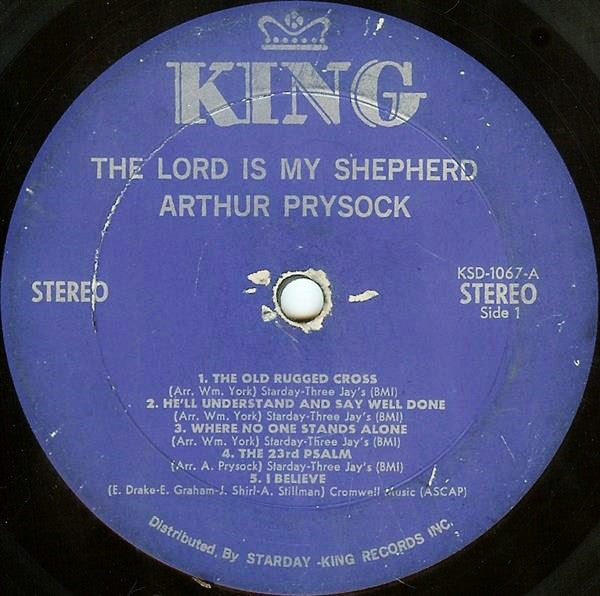 KING
THE LORD IS MY SHEPHERD
ARTHUR PRYSOCK
STEREO
KSD-1067-A
STEREO
Side 1
1. THE OLD RUGGED CROSS
(Arr. Wm. York) Starday-Three Jay's (BMI)
2. HE'LL UNDERSTAND AND SAY WELL DONE
(Arr. Wm. York) Starday-Three Jay's (BMI)
3. WHERE NO ONE STANDS ALONE
(Arr. Wm. York) Starday-Three Jay's (BMI)
4. THE 23rd PSALM
(Arr. A. Prysock) Starday-Three Jay's (BMI)
5. I BELIEVE
(E. Drake-E. Graham-J. Shirl-A. Stillman) Cromwell Music (ASCAP)
Distributed, By STARDAY -KING RECORDS INC.